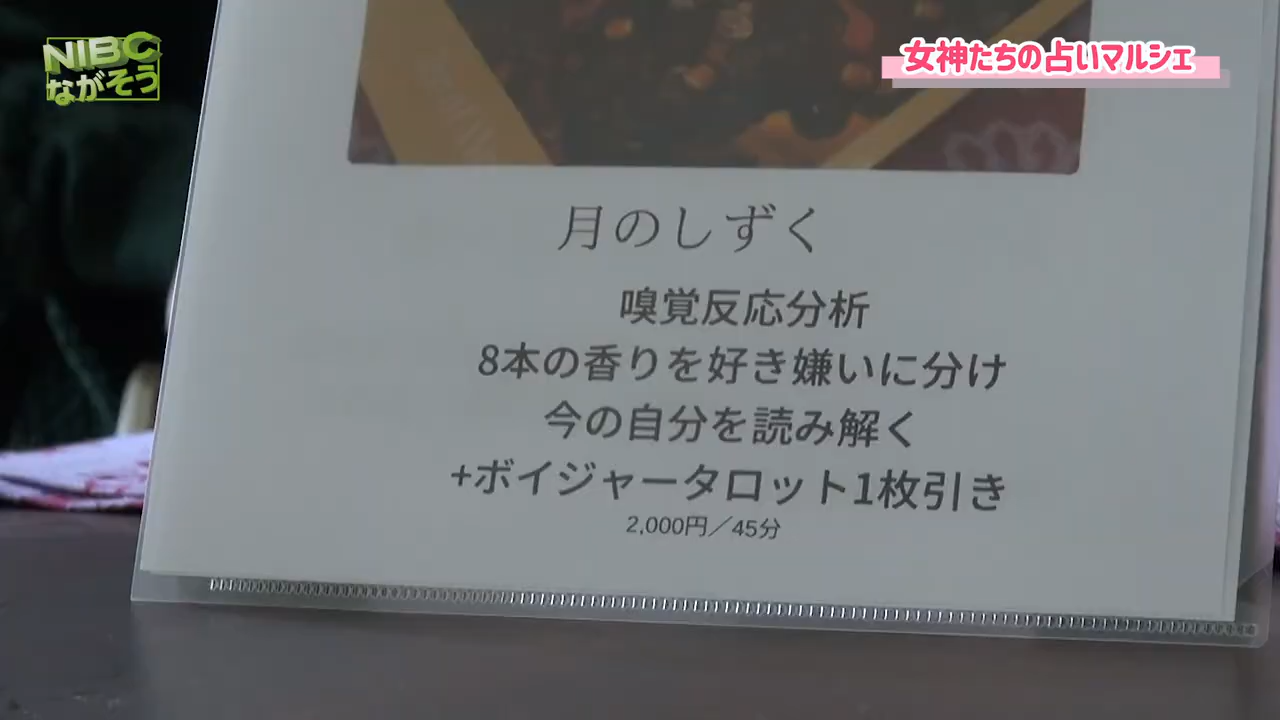 NIBC
ながそう
女神たちの占いマルシェ
月のしずく
嗅覚反応分析
8本の香りを好き嫌いに分け
今の自分を読み解く
+ボイジャータロット1枚引き
2,000円／45分